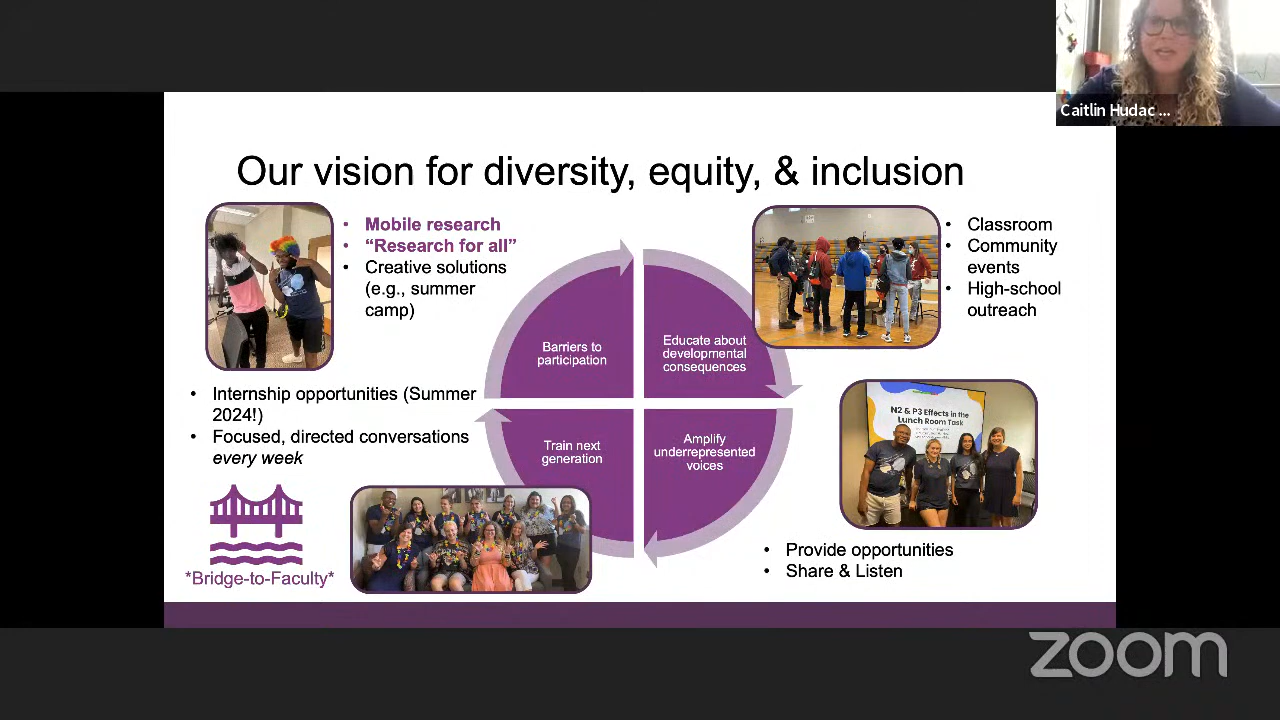 Caitlin Hudac ...
Our vision for diversity, equity, & inclusion
• Mobile research
• “Research for all”
• Creative solutions
(e.g., summer
camp)
• Classroom
• Community
events
• High-school
outreach
Barriers to
participation
Educate about
developmental
consequences
• Internship opportunities (Summer
2024!)
• Focused, directed conversations
every week
Train next
generation
Amplify
underrepresented
voices
N2 & P3 Effects in the
Lunch Room Task
*Bridge-to-Faculty*
• Provide opportunities
• Share & Listen
zoom